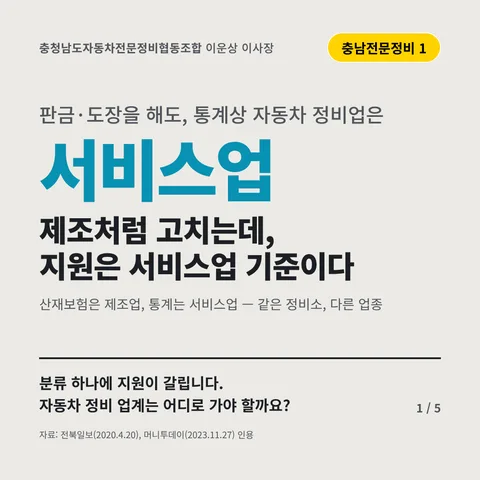 충청남도자동차전문정비협동조합 이운상 이사장
충남전문정비 1
판금·도장을 해도, 통계상 자동차 정비업은
서비스업
제조처럼 고치는데,
지원은 서비스업 기준이다
산재보험은 제조업, 통계는 서비스업 — 같은 정비소, 다른 업종
분류 하나에 지원이 갈립니다.
자동차 정비 업계는 어디로 가야 할까요?
1 / 5
자료: 전북일보(2020.4.20), 머니투데이(2023.11.27) 인용